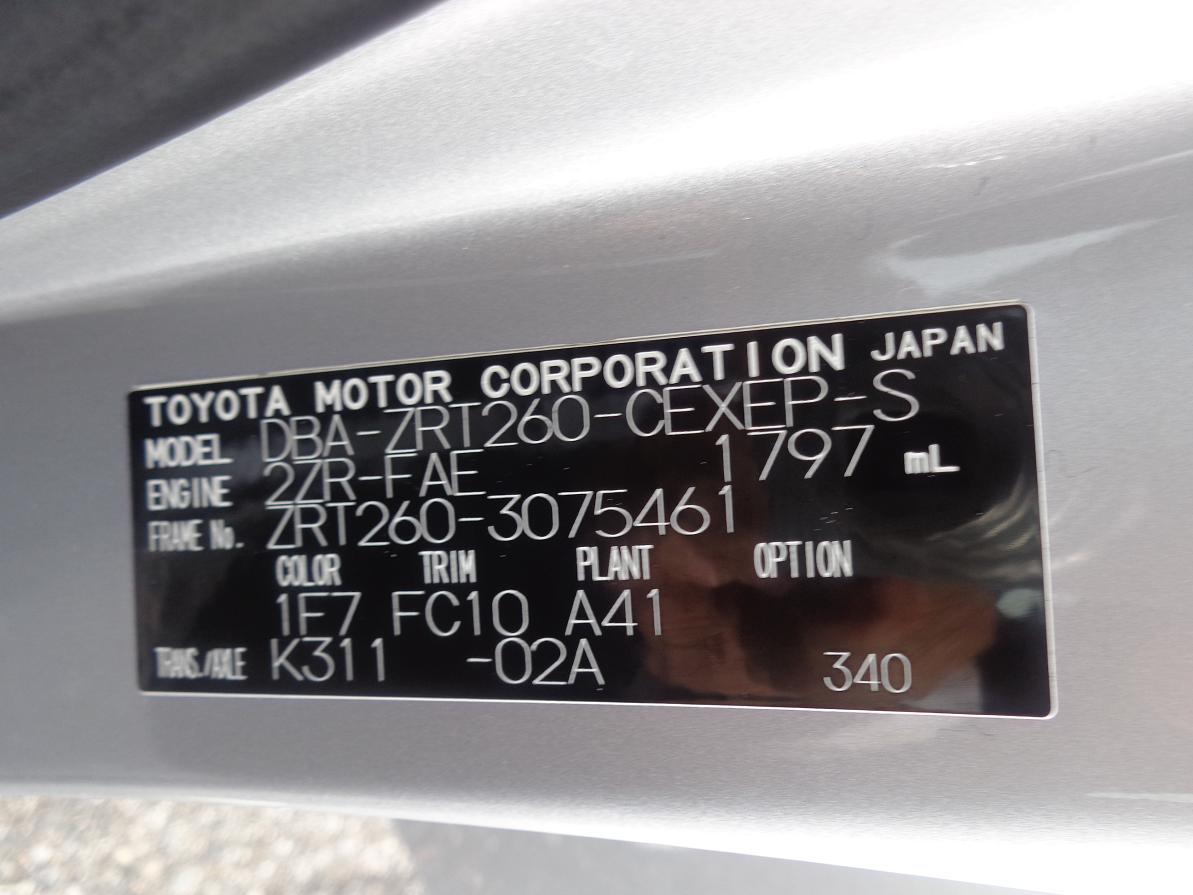 TOYOTA MOTOR CORPORATION JAPAN
MODEL DBA-ZRT260-CEXEP-S
ENGINE 2ZR-FAE 1797 mL
FRAME No. ZRT260-3075461
COLOR TRIM PLANT OPTION
1F7 FC10 A41
TRANS./AXLE K311 -02A 340